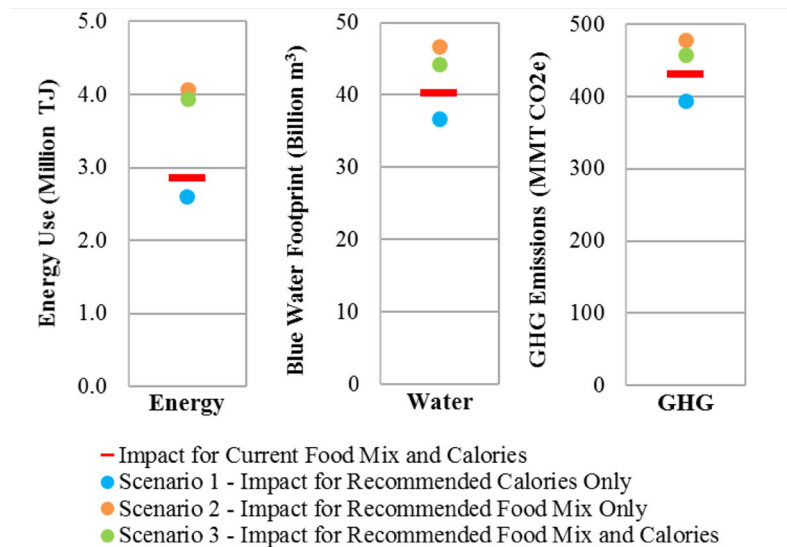 Energy Use (Million TJ)
5.0
4.0
3.0
2.0
1.0
0.0
Energy
Blue Water Footprint (Billion m³)
50
40
30
20
10
0
Water
GHG Emissions (MMT CO2e)
500
400
300
200
100
0
GHG
Impact for Current Food Mix and Calories
Scenario 1 - Impact for Recommended Calories Only
Scenario 2 - Impact for Recommended Food Mix Only
Scenario 3 - Impact for Recommended Food Mix and Calories